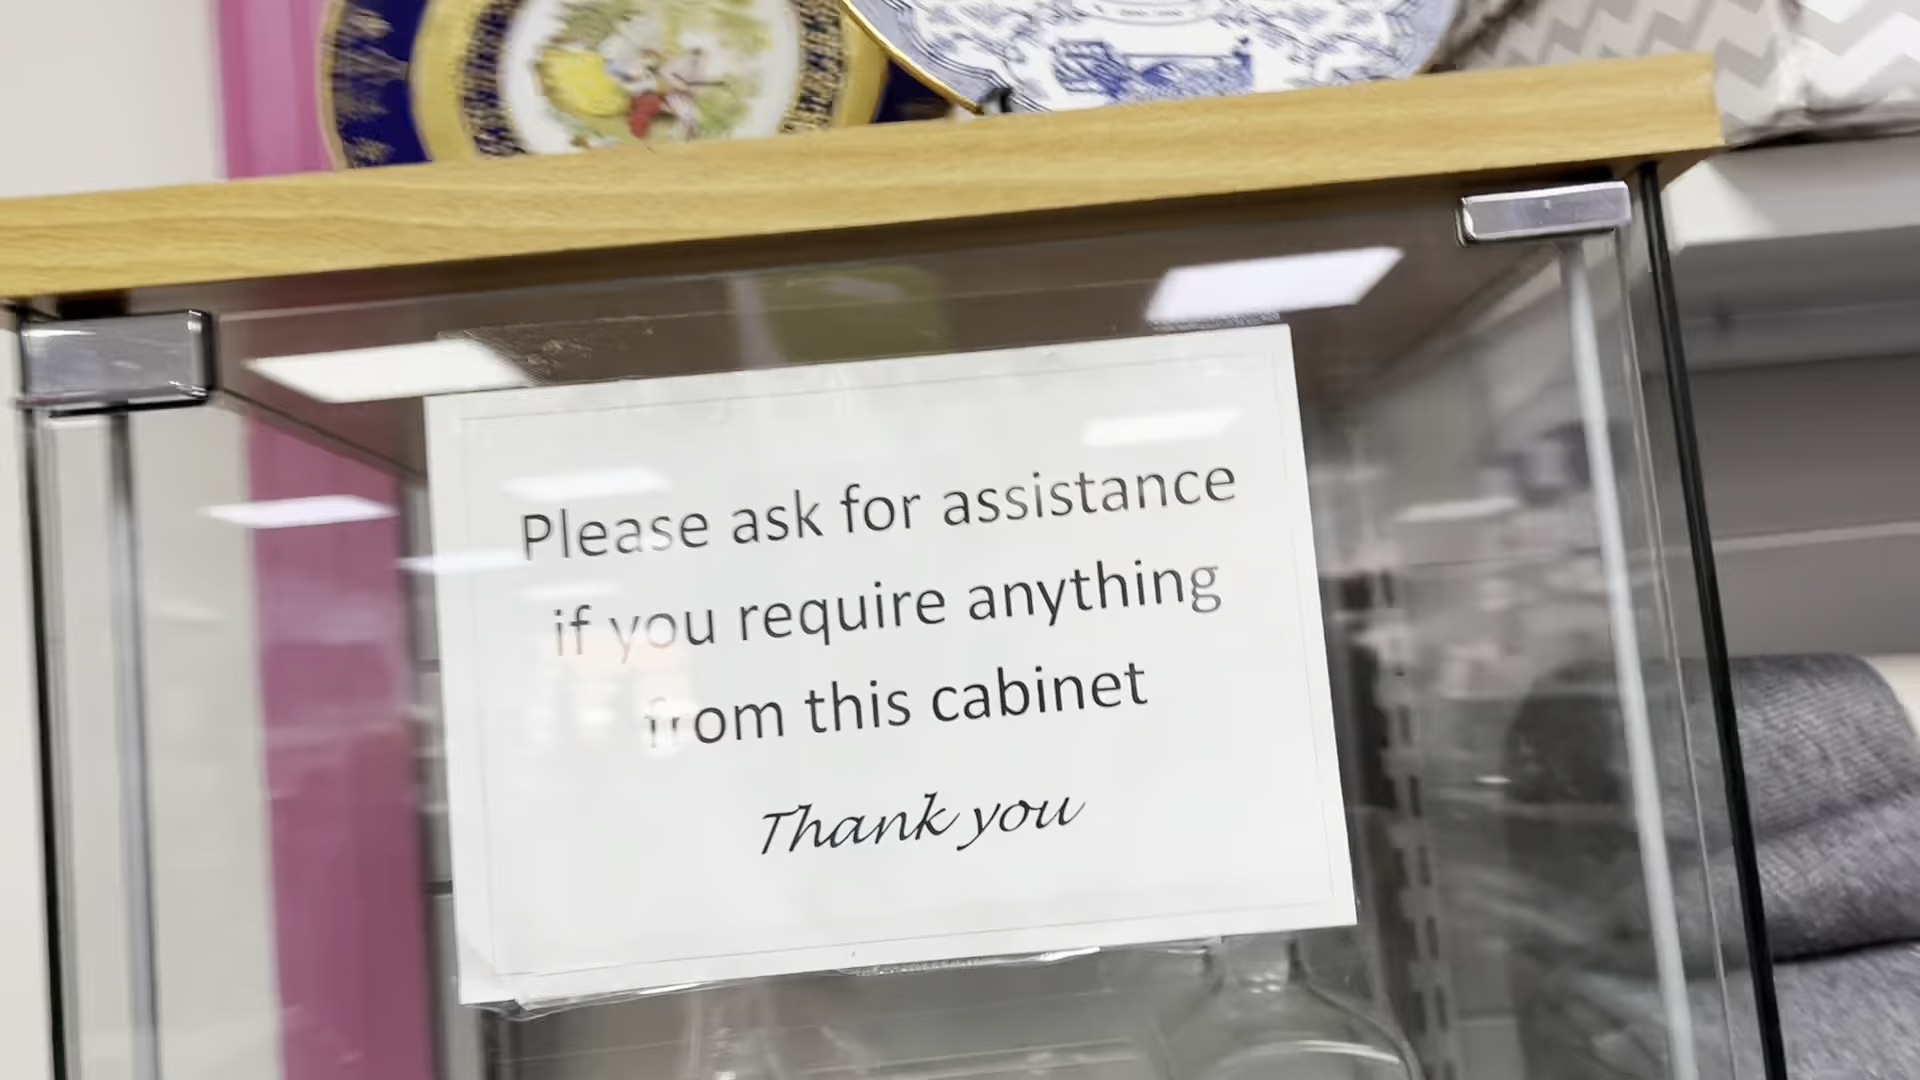 Please ask for assistance
if you require anything
from this cabinet
Thank you